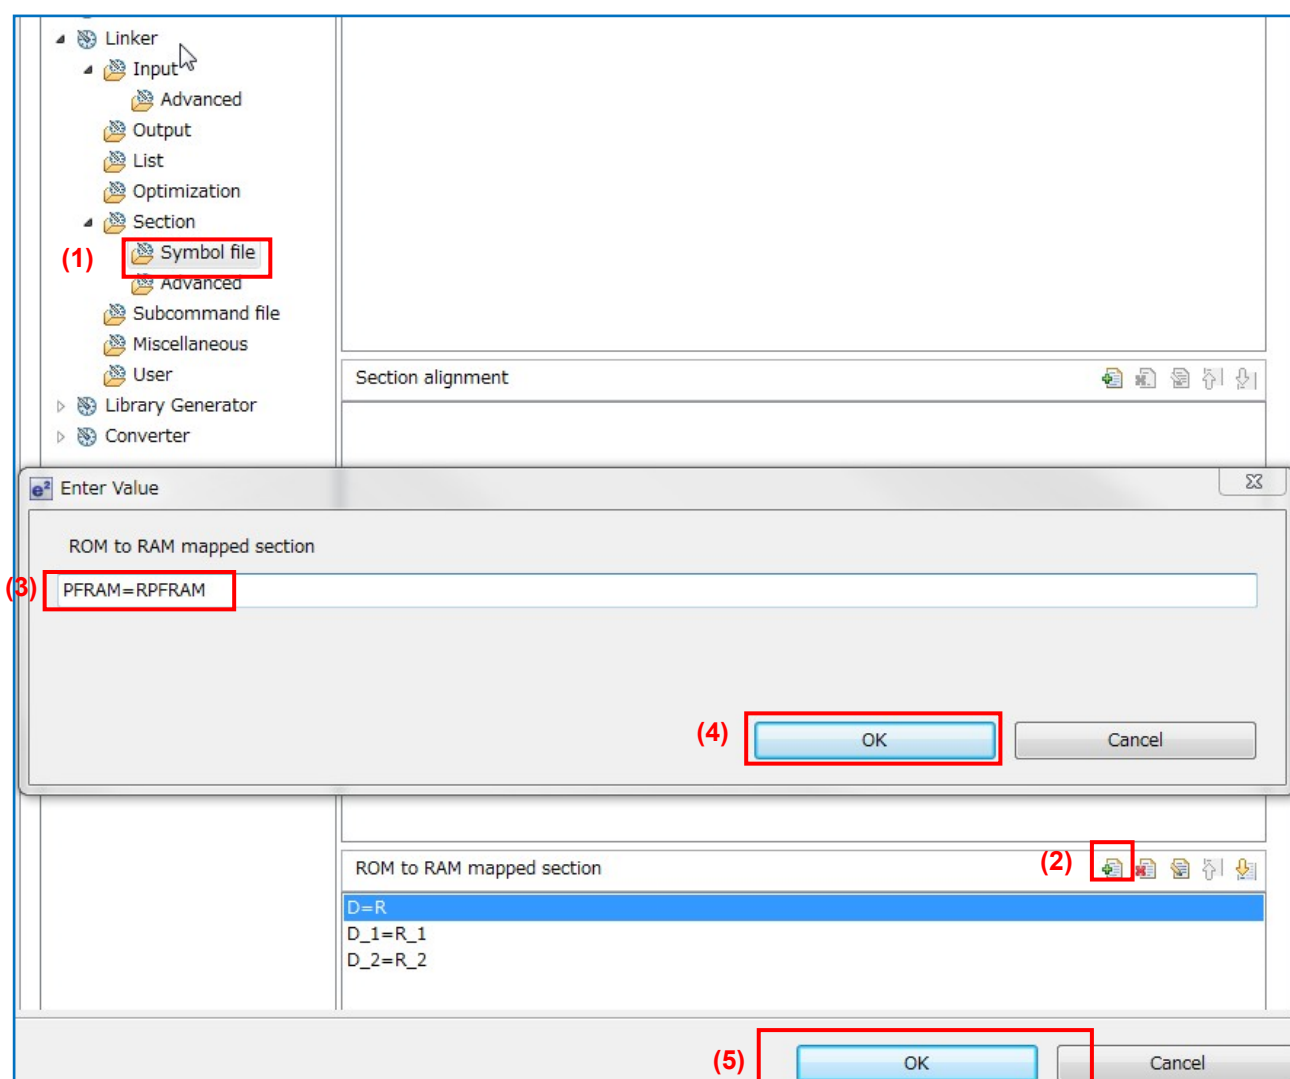 Linker
Input
Advanced
Output
List
Optimization
Section
(1) Symbol file
Advanced
Subcommand file
Miscellaneous
User
Library Generator
Converter
Section alignment
e² Enter Value
ROM to RAM mapped section
(3) PFRAM=RPFRAM
(4) OK Cancel
ROM to RAM mapped section (2)
D=R
D_1=R_1
D_2=R_2
(5) OK Cancel